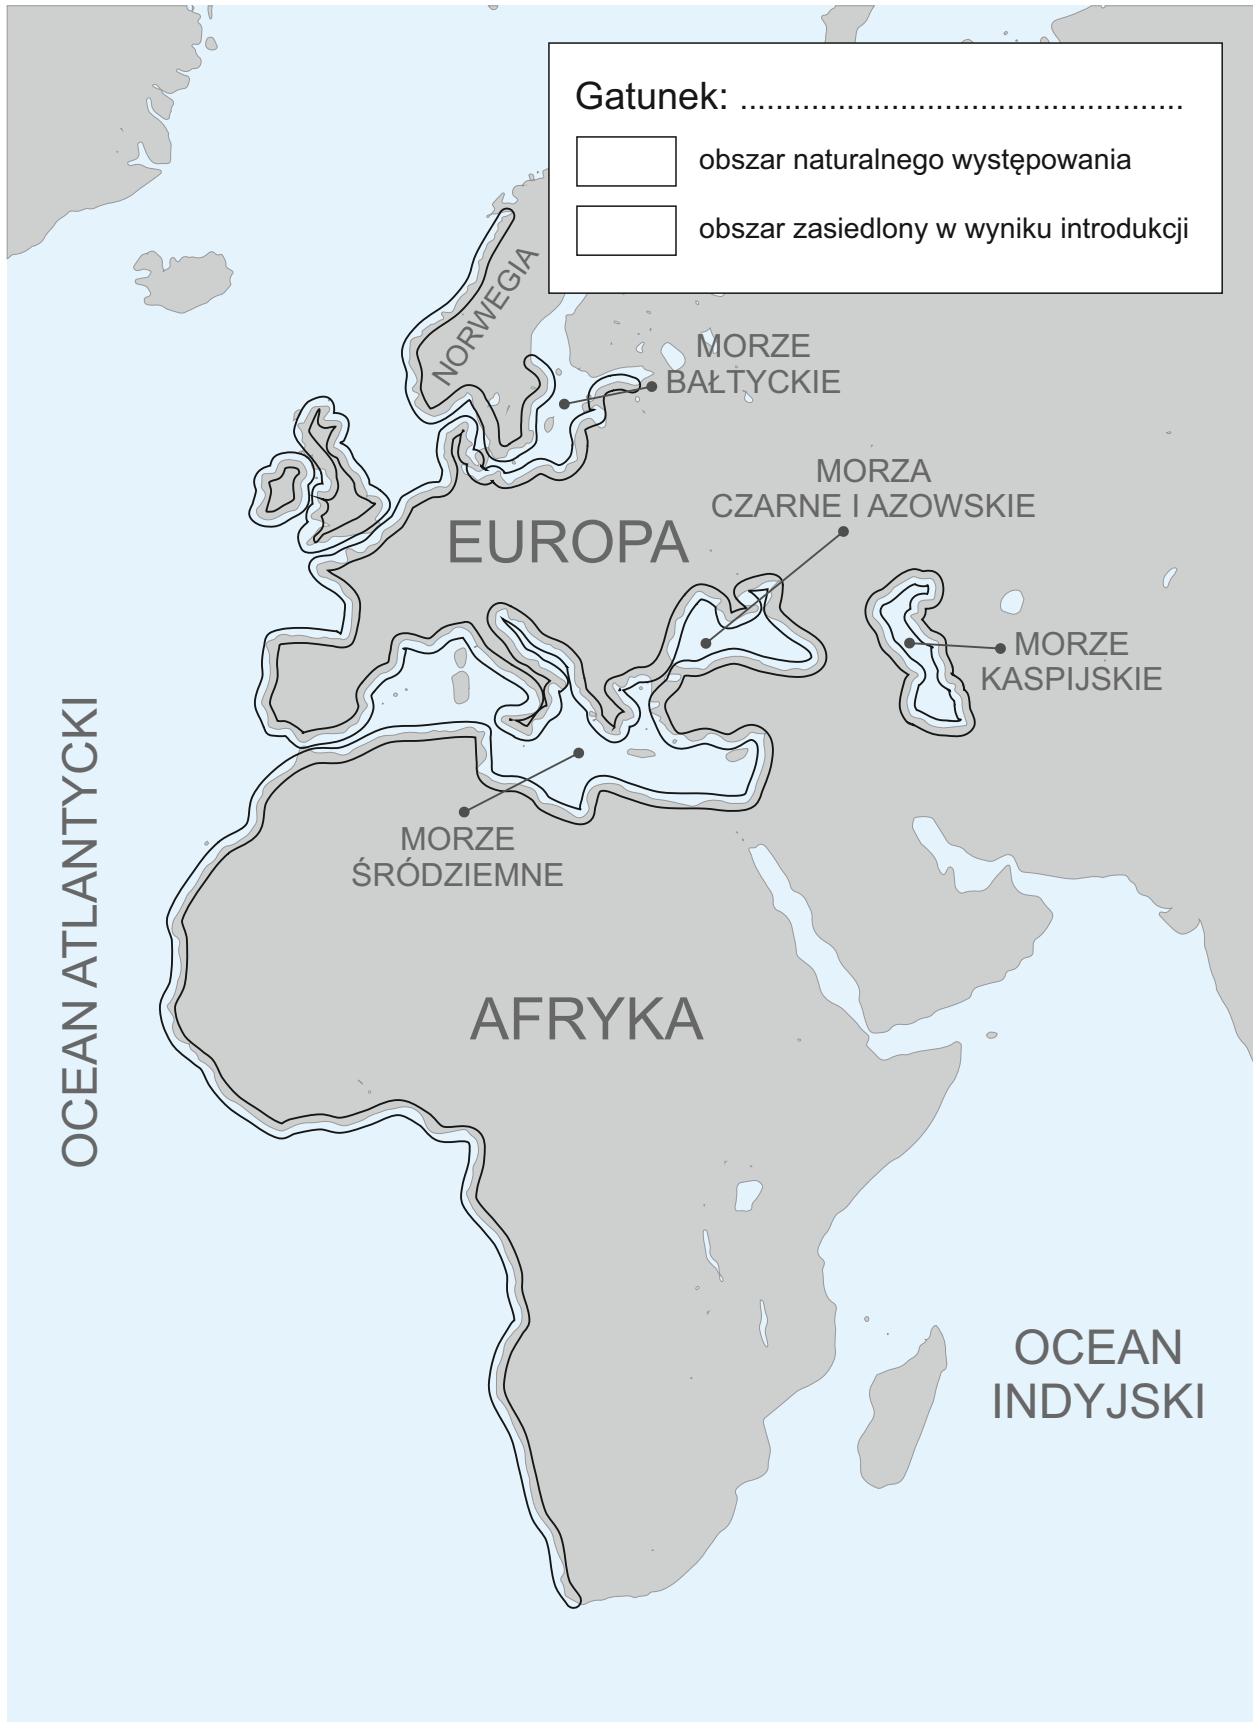 Gatunek: ..................................................
obszar naturalnego występowania
obszar zasiedlony w wyniku introdukcji
NORWEGIA
MORZE
BAŁTYCKIE
MORZA
CZARNE I AZOWSKIE
EUROPA
MORZE
KASPIJSKIE
OCEAN ATLANTYCKI
MORZE
ŚRÓDZIEMNE
AFRYKA
OCEAN
INDYJSKI